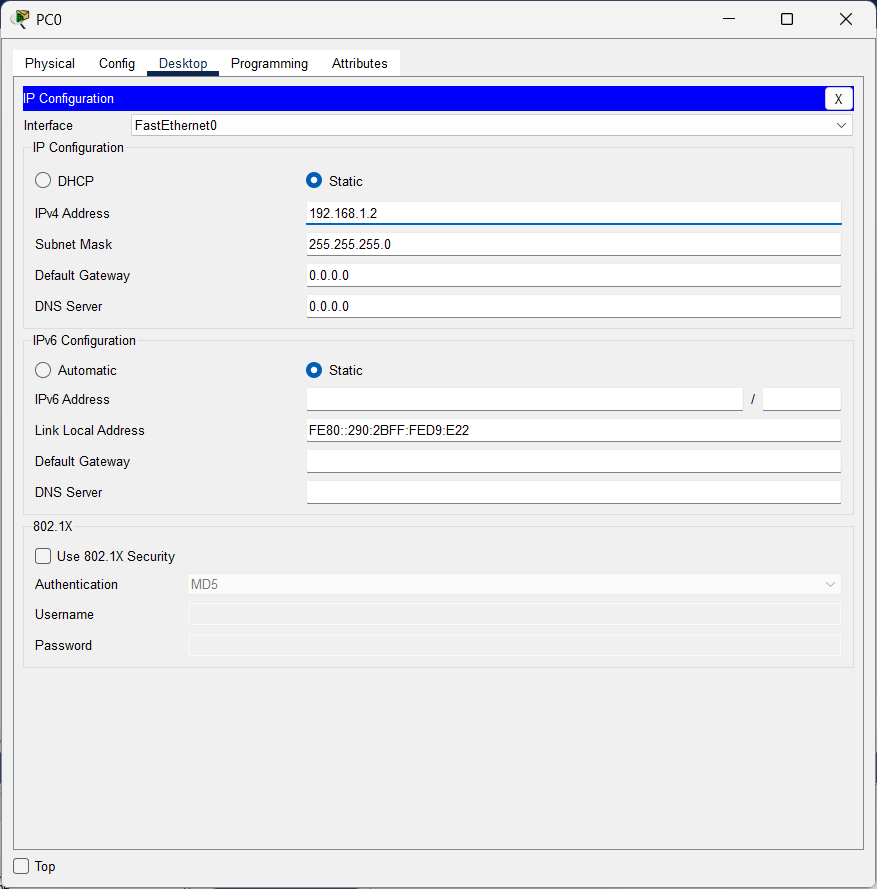 PC0
Physical Config Desktop Programming Attributes
IP Configuration X
Interface FastEthernet0
IP Configuration
DHCP Static
IPv4 Address 192.168.1.2
Subnet Mask 255.255.255.0
Default Gateway 0.0.0.0
DNS Server 0.0.0.0
IPv6 Configuration
Automatic Static
IPv6 Address /
Link Local Address FE80::290:2BFF:FED9:E22
Default Gateway
DNS Server
802.1X
Use 802.1X Security
Authentication MD5
Username
Password
Top